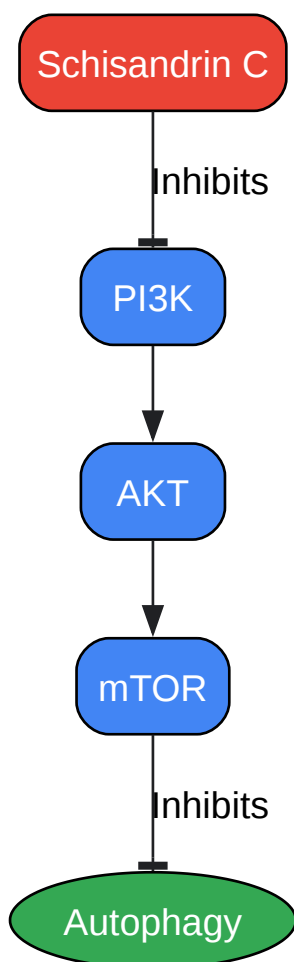 Schisandrin C
Inhibits
PI3K
AKT
mTOR
Inhibits
Autophagy